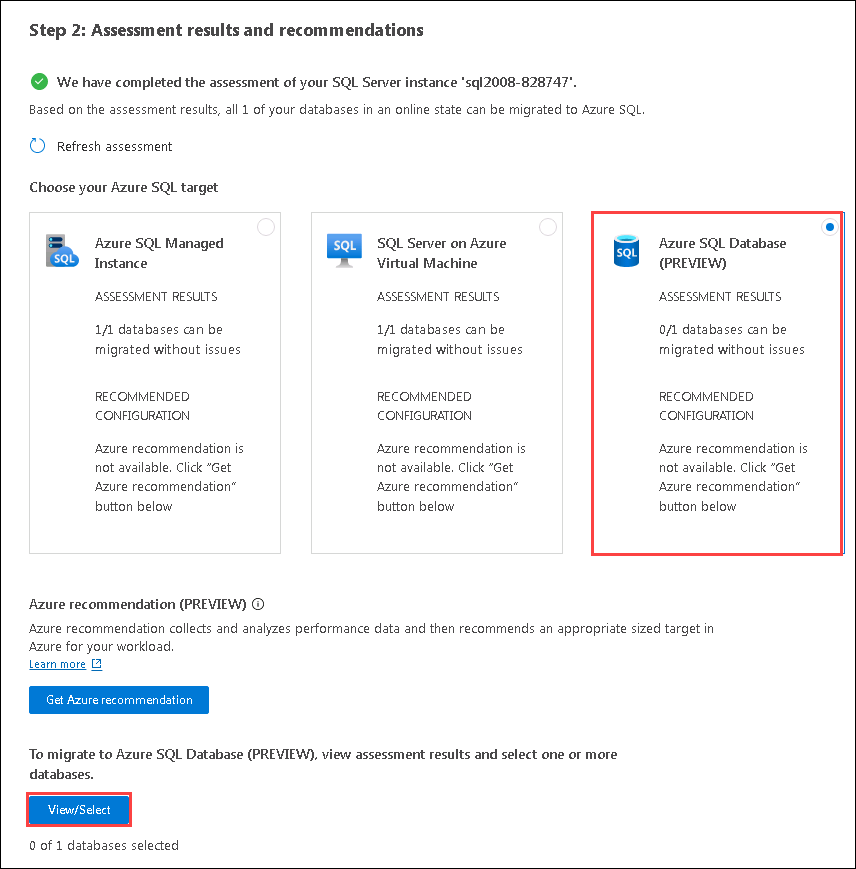 Step 2: Assessment results and recommendations
We have completed the assessment of your SQL Server instance 'sql2008-828747'.
Based on the assessment results, all 1 of your databases in an online state can be migrated to Azure SQL.
Refresh assessment
Choose your Azure SQL target
SQL
Azure SQL Managed
Instance
ASSESSMENT RESULTS
1/1 databases can be
migrated without issues
RECOMMENDED
CONFIGURATION
Azure recommendation is
not available. Click "Get
Azure recommendation"
button below
SQL
SQL Server on Azure
Virtual Machine
ASSESSMENT RESULTS
1/1 databases can be
migrated without issues
RECOMMENDED
CONFIGURATION
Azure recommendation is
not available. Click "Get
Azure recommendation"
button below
SQL
Azure SQL Database
(PREVIEW)
ASSESSMENT RESULTS
0/1 databases can be
migrated without issues
RECOMMENDED
CONFIGURATION
Azure recommendation is
not available. Click "Get
Azure recommendation"
button below
Azure recommendation (PREVIEW)
Azure recommendation collects and analyzes performance data and then recommends an appropriate sized target in
Azure for your workload.
Learn more
Get Azure recommendation
To migrate to Azure SQL Database (PREVIEW), view assessment results and select one or more
databases.
View/Select
0 of 1 databases selected